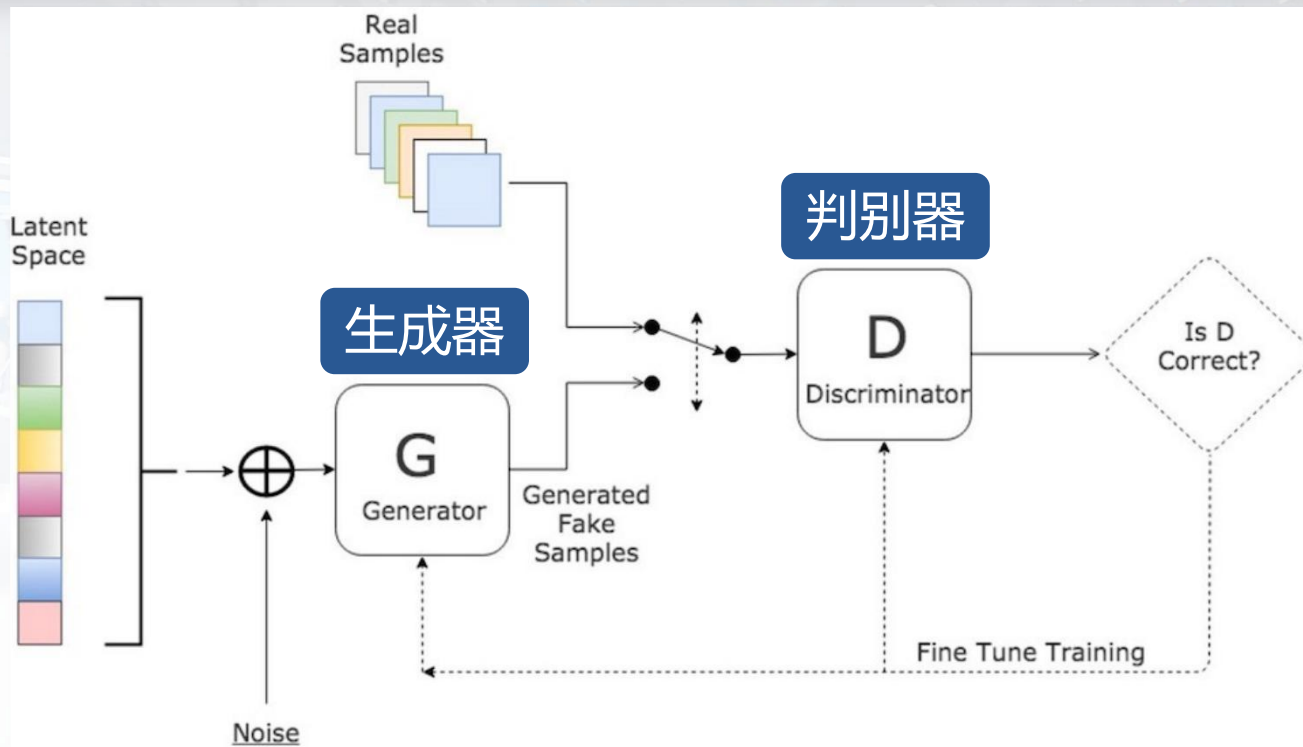 Real
Samples
判别器
Latent
Space
生成器
Is D
Correct?
D
Discriminator
G
Generator
Generated
Fake
Samples
Fine Tune Training
Noise